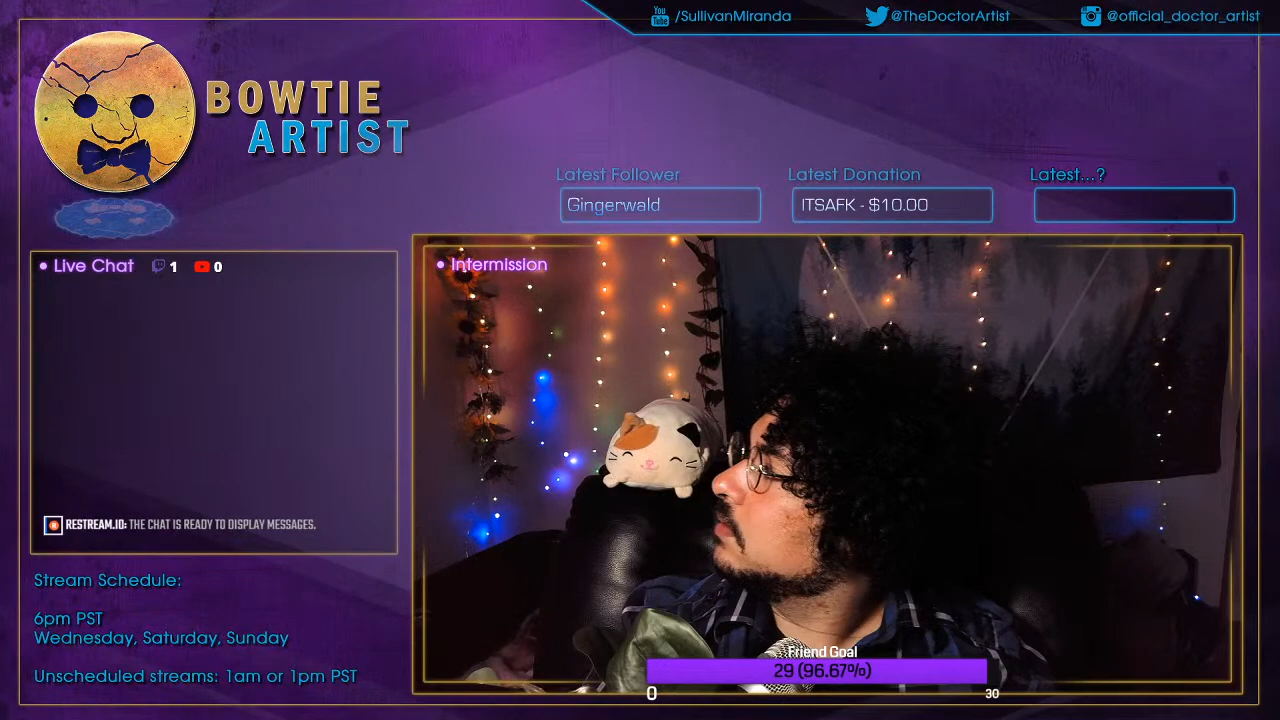 You
Tube
/SullivanMiranda
@TheDoctorArtist
@official_doctor_artist
BOWTIE
ARTIST
Latest Follower
Gingerwald
Latest Donation
ITSAFK - $10.00
Latest...?
• Live Chat
1
0
RESTREAM.IO: THE CHAT IS READY TO DISPLAY MESSAGES.
• Intermission
Stream Schedule:
6pm PST
Wednesday, Saturday, Sunday
Unscheduled streams: 1am or 1pm PST
Friend Goal
29 (96.67%)
0
30